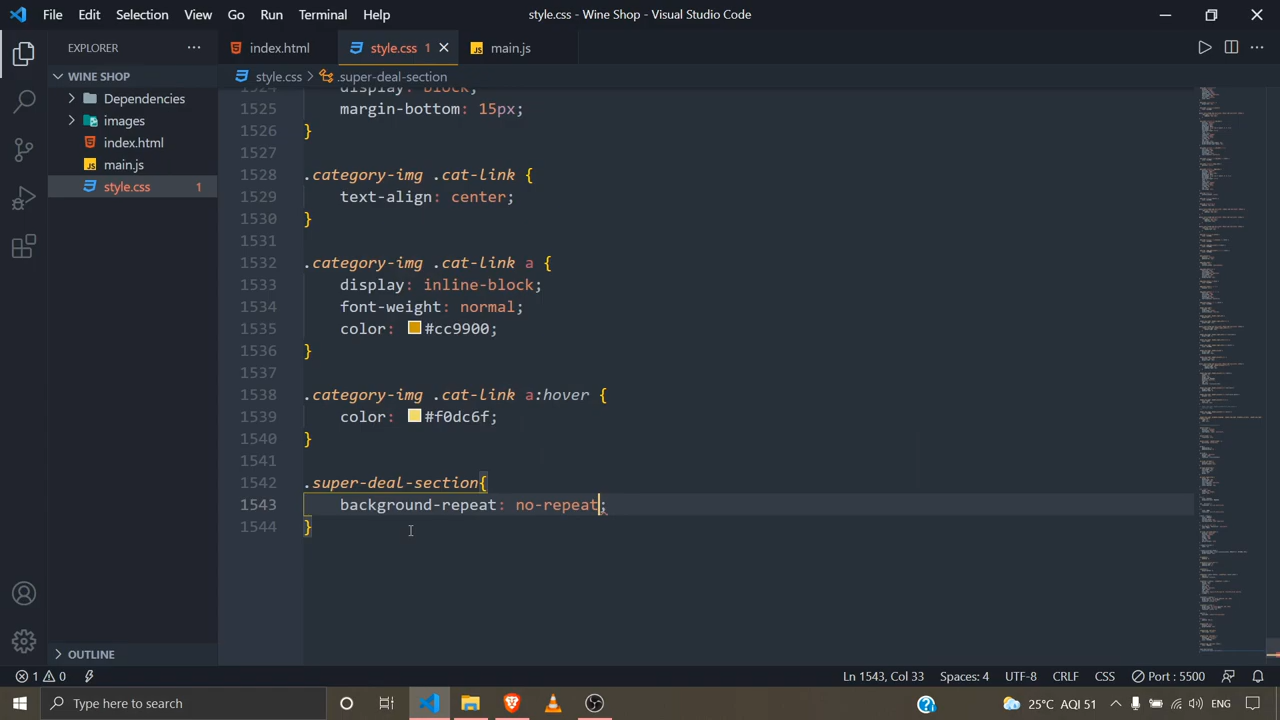 File Edit Selection View Go Run Terminal Help style.css - Wine Shop - Visual Studio Code
EXPLORER ··· index.html style.css 1 main.js
WINE SHOP style.css > .super-deal-section
Dependencies
images
index.html
main.js
style.css 1
1524 display: block;
1525 margin-bottom: 15px;
1526 }
1527
1528 .category-img .cat-link {
1529 text-align: center;
1530 }
1531
1532 .category-img .cat-link a {
1533 display: inline-block;
1534 font-weight: normal;
1535 color: #cc9900;
1536 }
1537
1538 .category-img .cat-link a:hover {
1539 color: #f0dc6f;
1540 }
1541
1542 .super-deal-section{
1543 background-repeat: no-repeat;
1544 }
OUTLINE
1 0 Ln 1543, Col 33 Spaces: 4 UTF-8 CRLF CSS Port : 5500
Type here to search 25°C AQI 51 ENG